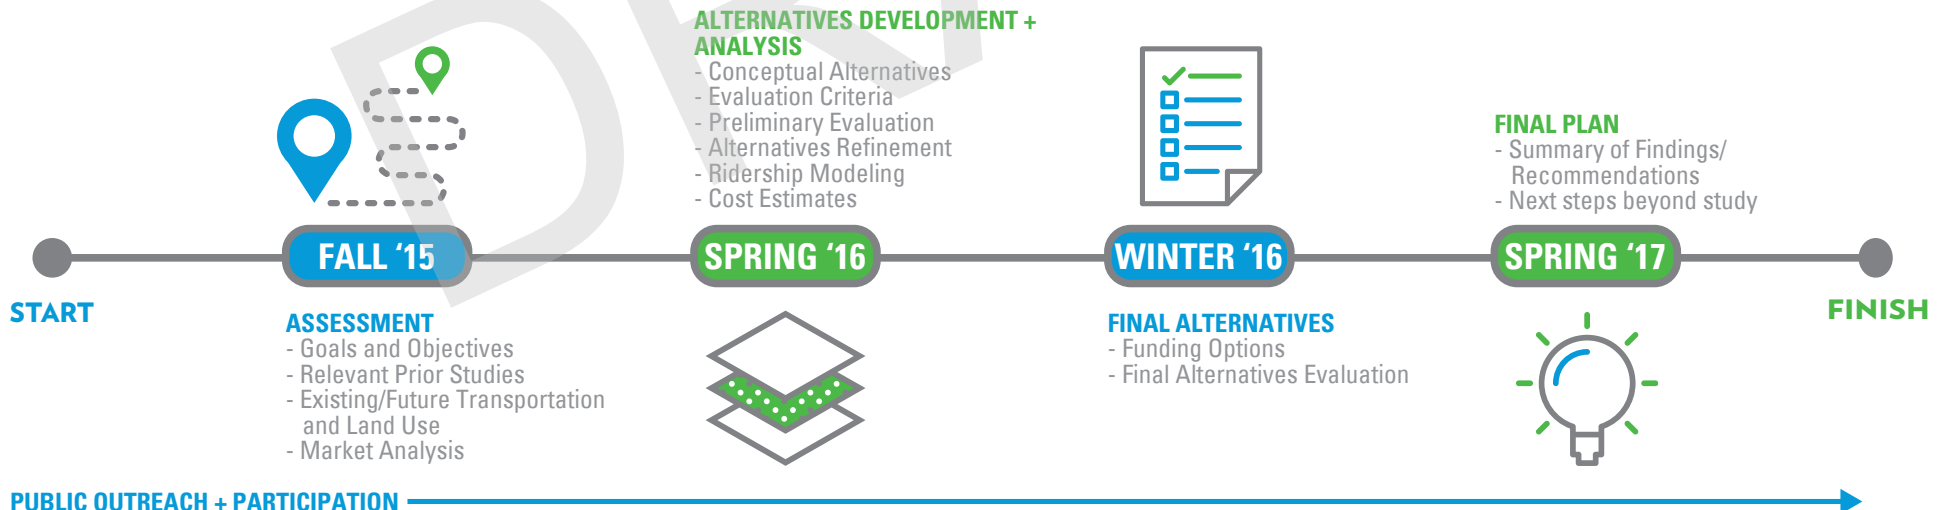 ALTERNATIVES DEVELOPMENT +
ANALYSIS
- Conceptual Alternatives
- Evaluation Criteria
- Preliminary Evaluation
- Alternatives Refinement
- Ridership Modeling
- Cost Estimates
FINAL PLAN
- Summary of Findings/
Recommendations
- Next steps beyond study
START
FALL ‘15
SPRING ‘16
WINTER ‘16
SPRING ‘17
FINISH
ASSESSMENT
- Goals and Objectives
- Relevant Prior Studies
- Existing/Future Transportation
and Land Use
- Market Analysis
FINAL ALTERNATIVES
- Funding Options
- Final Alternatives Evaluation
PUBLIC OUTREACH + PARTICIPATION